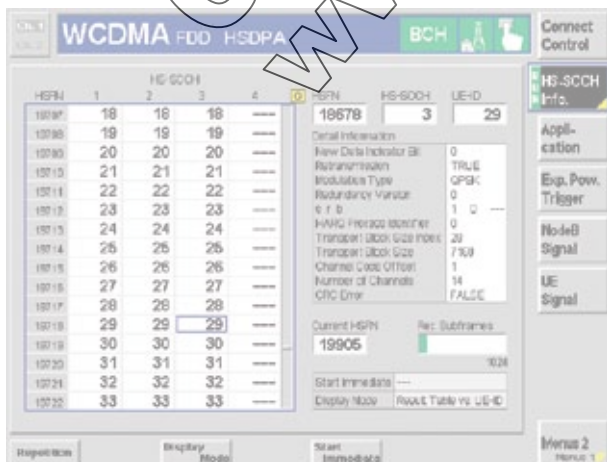 WCDMA FDD HSDPA
BCH
Connect Control
HS-SCCH
HSFN 1 2 3 4
18 18 18 ----
19 19 19 ----
20 20 20 ----
21 21 21 ----
22 22 22 ----
23 23 23 ----
24 24 24 ----
25 25 25 ----
26 26 26 ----
27 27 27 ----
28 28 28 ----
29 29 29 ----
30 30 30 ----
31 31 31 ----
32 32 32 ----
33 33 33 ----
HSFN HS-SCCH UE-ID
18678 3 29
Detail Information
New Data Indicator Bit 0
Retransmission TRUE
Modulation Type QPSK
Redundancy Version 0
s r b 1 0 ---
HARQ Process Identifier 0
Transport Block Size Index 29
Transport Block Size 7168
Channel Code Offset 1
Number of Channels 14
CRC Error FALSE
Current HSFN Rec. Subframes
19905
1024
Start Immediate ----
Display Mode Result Table vs. UE-ID
HS-SCCH Info.
Appli-cation
Exp. Pow. Trigger
NodeB Signal
UE Signal
Menus 2
Menus 1
Repetition
Display Mode
Start Immediate